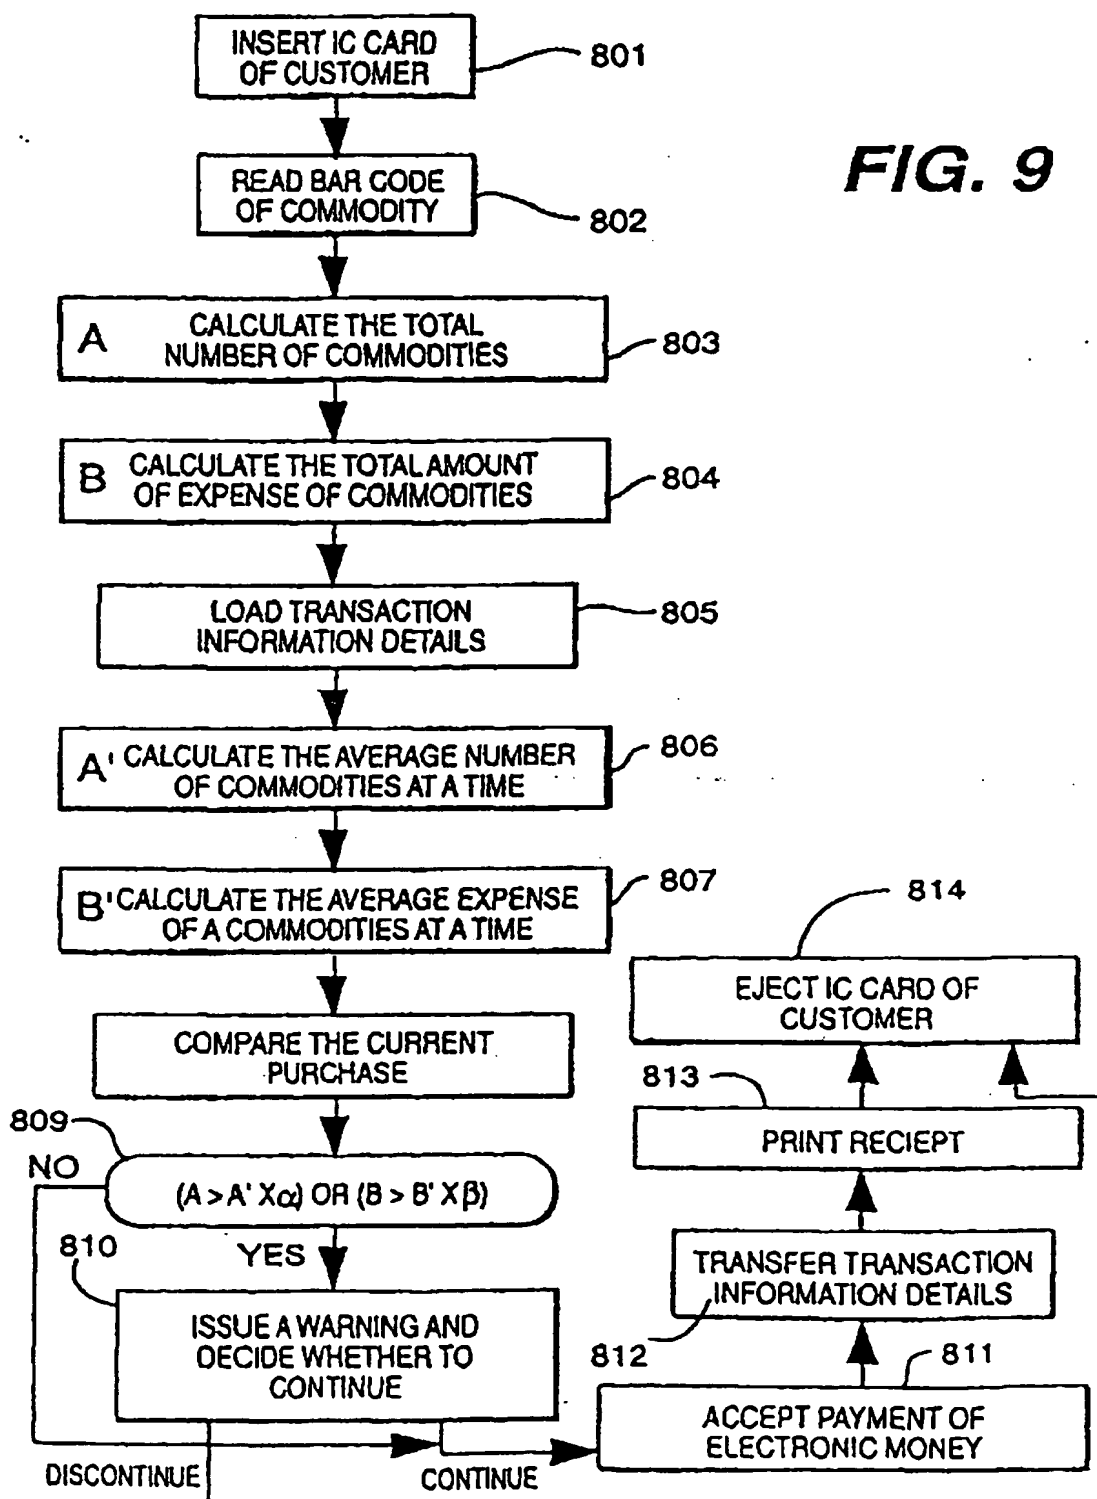 INSERT IC CARD
OF CUSTOMER
801
FIG. 9
READ BAR CODE
OF COMMODITY
802
A
CALCULATE THE TOTAL
NUMBER OF COMMODITIES
803
B
CALCULATE THE TOTAL AMOUNT
OF EXPENSE OF COMMODITIES
804
LOAD TRANSACTION
INFORMATION DETAILS
805
A'
CALCULATE THE AVERAGE NUMBER
OF COMMODITIES AT A TIME
806
B'
CALCULATE THE AVERAGE EXPENSE
OF A COMMODITIES AT A TIME
807
COMPARE THE CURRENT
PURCHASE
809
NO
(A > A' X α) OR (B > B' X β)
YES
810
ISSUE A WARNING AND
DECIDE WHETHER TO
CONTINUE
DISCONTINUE
CONTINUE
814
EJECT IC CARD OF
CUSTOMER
813
PRINT RECIEPT
TRANSFER TRANSACTION
INFORMATION DETAILS
812
811
ACCEPT PAYMENT OF
ELECTRONIC MONEY